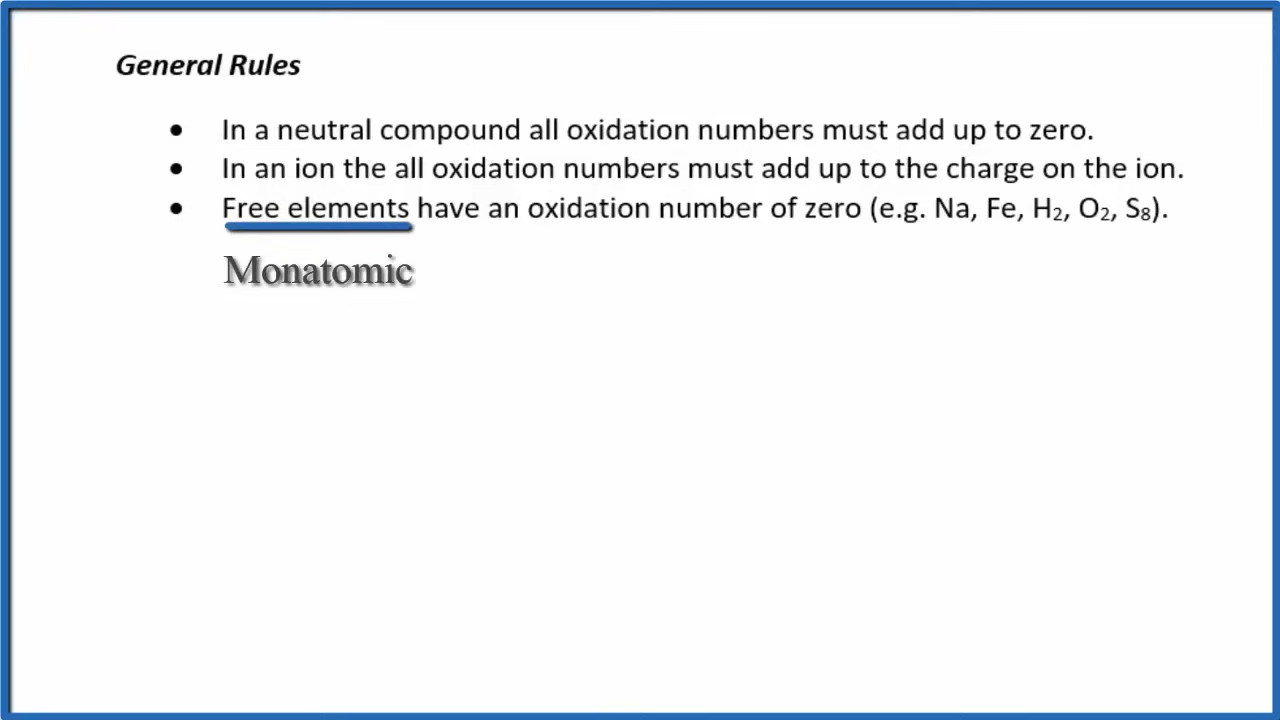 General Rules
• In a neutral compound all oxidation numbers must add up to zero.
• In an ion the all oxidation numbers must add up to the charge on the ion.
• Free elements have an oxidation number of zero (e.g. Na, Fe, H₂, O₂, S₈).
Monatomic